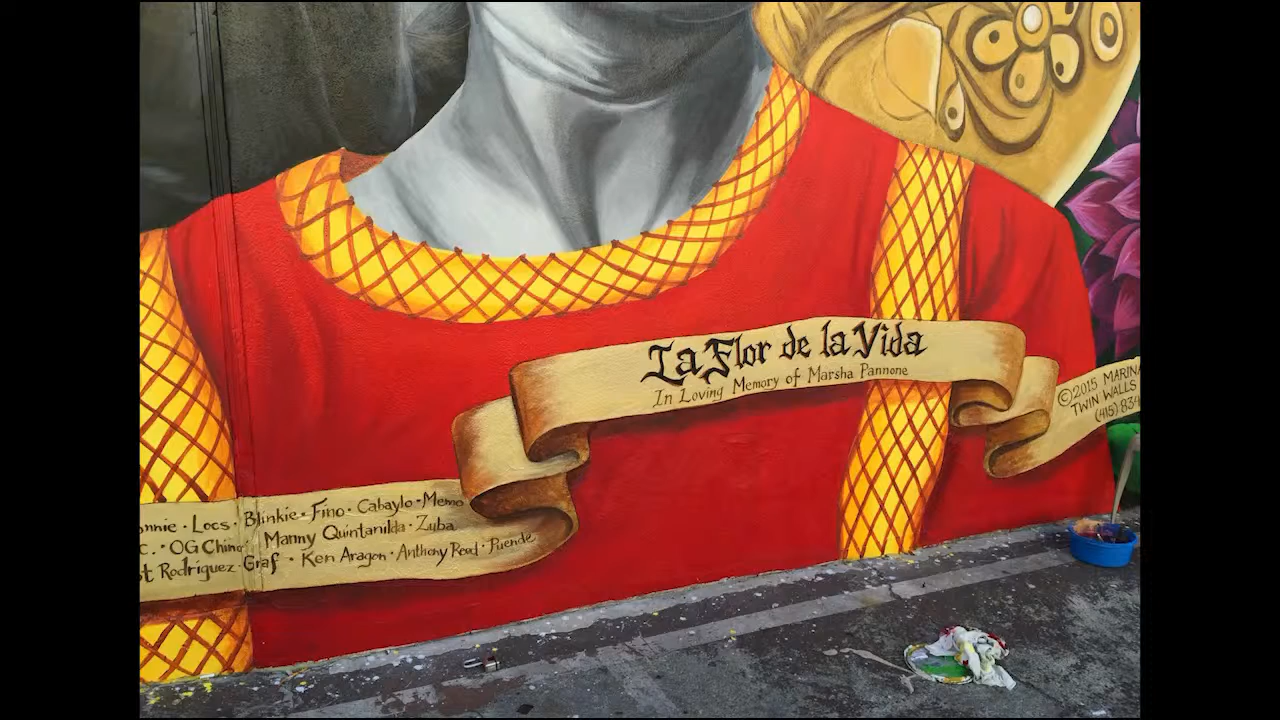 La Flor de la Vida
In Loving Memory of Marsha Pannone
©2015 MARINA
TWIN WALLS
(415) 834
Locs · Blinkie · Fino · Cabaylo · Memo
OG Chino · Manny Quintanilda · Zuba
Rodriguez · Graf · Ken Aragon · Anthony Reed · Puende